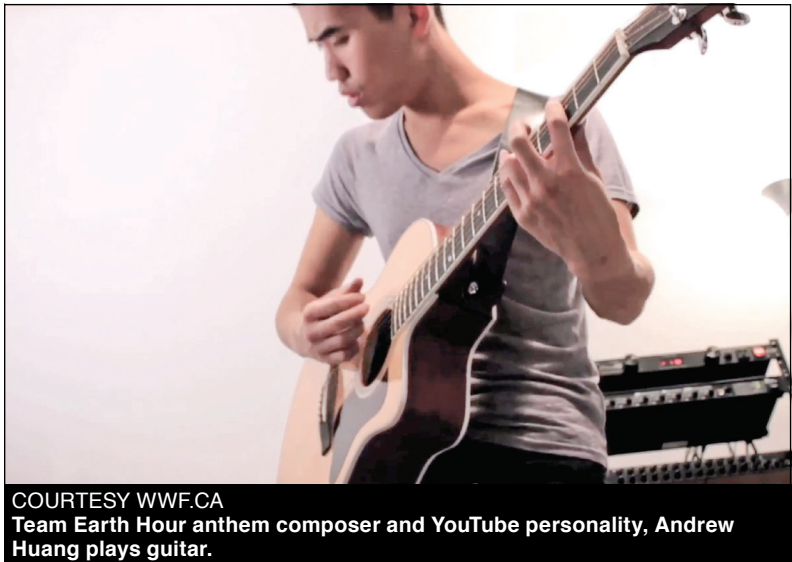 COURTESY WWF.CA
Team Earth Hour anthem composer and YouTube personality, Andrew
Huang plays guitar.